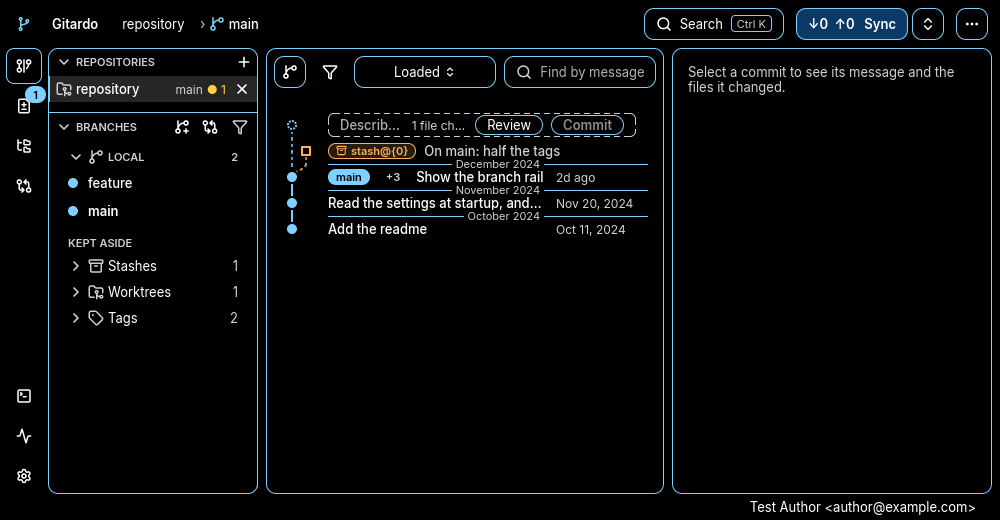 Gitardo repository › main Search Ctrl K ↓0 ↑0 Sync
REPOSITORIES
repository main 1
BRANCHES
LOCAL 2
feature
main
KEPT ASIDE
Stashes 1
Worktrees 1
Tags 2
1
Loaded Find by message
Describ... 1 file ch... Review Commit
stash@{0} On main: half the tags
December 2024
main +3 Show the branch rail 2d ago
November 2024
Read the settings at startup, and... Nov 20, 2024
October 2024
Add the readme Oct 11, 2024
Select a commit to see its message and the
files it changed.
Test Author <author@example.com>